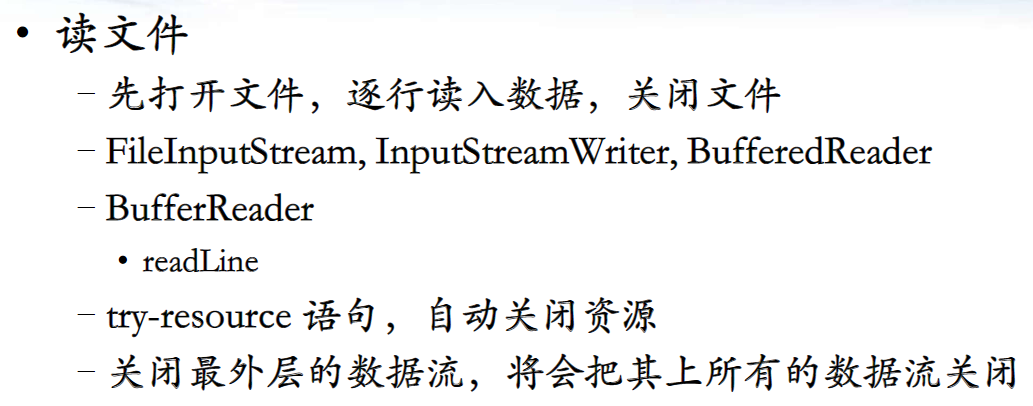 • 读文件
– 先打开文件，逐行读入数据，关闭文件
– FileInputStream, InputStreamWriter, BufferedReader
– BufferReader
• readLine
– try-resource 语句，自动关闭资源
– 关闭最外层的数据流，将会把其上所有的数据流关闭